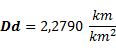 Dd = 2,2790 km/km²